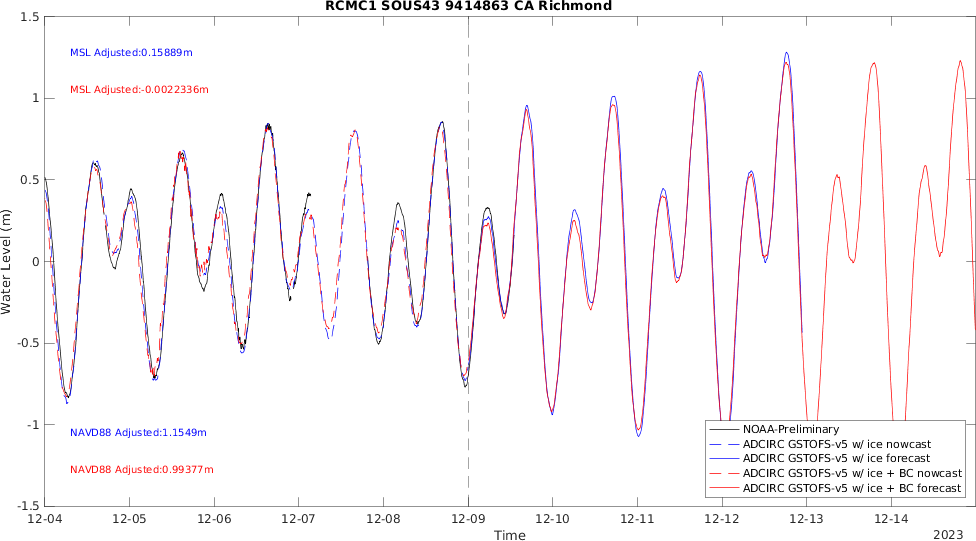 RCMC1 SOUS43 9414863 CA Richmond
1.5
1
0.5
0
-0.5
-1
-1.5
Water Level (m)
MSL Adjusted:0.15889m
MSL Adjusted:-0.0022336m
NAVD88 Adjusted:1.1549m
NAVD88 Adjusted:0.99377m
NOAA-Preliminary
ADCIRC GSTOFS-v5 w/ ice nowcast
ADCIRC GSTOFS-v5 w/ ice forecast
ADCIRC GSTOFS-v5 w/ ice + BC nowcast
ADCIRC GSTOFS-v5 w/ ice + BC forecast
12-04 12-05 12-06 12-07 12-08 12-09 12-10 12-11 12-12 12-13 12-14
Time
2023